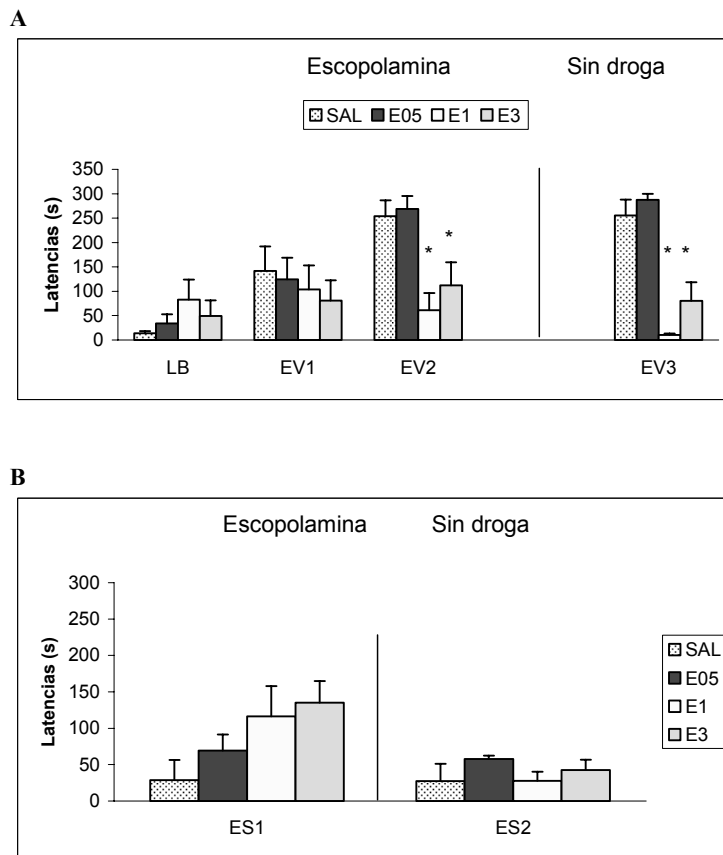 A
Escopolamina Sin droga
SAL E05 E1 E3
Latencias (s)
350
300
250
200
150
100
50
0
* *
* *
LB EV1 EV2 EV3
B
Escopolamina Sin droga
Latencias (s)
300
250
200
150
100
50
0
SAL
E05
E1
E3
ES1 ES2